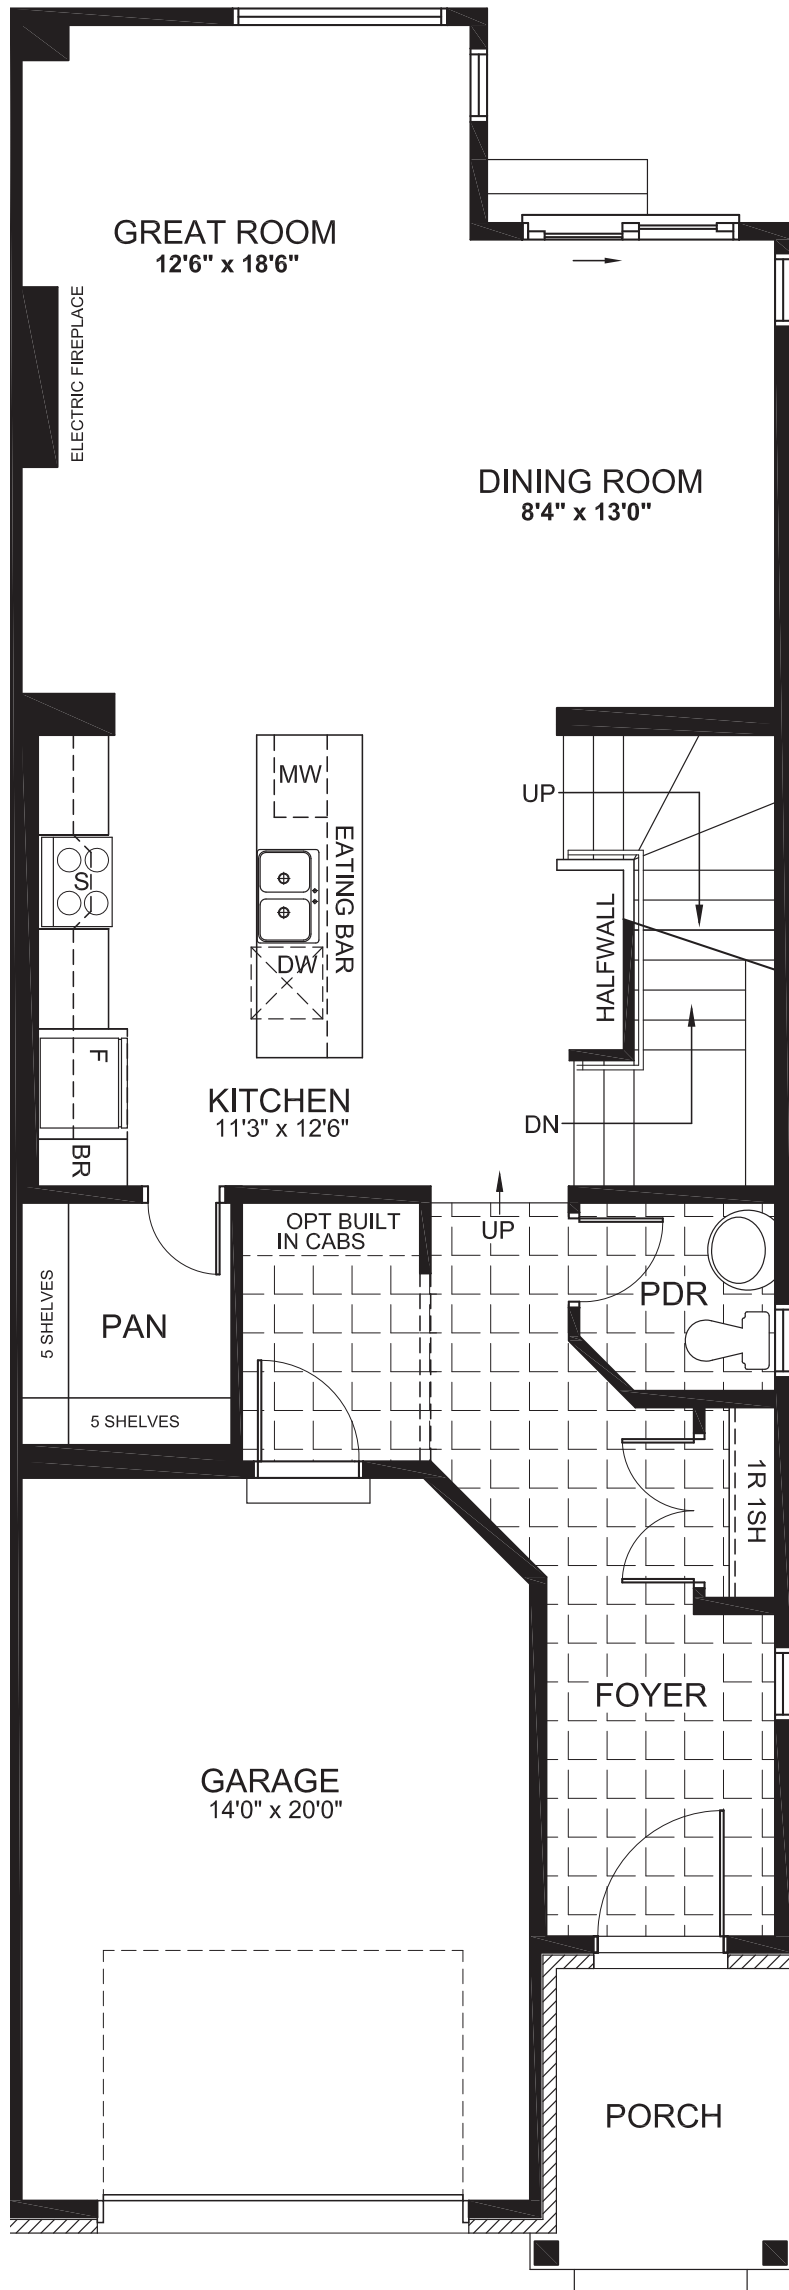 GREAT ROOM
12'6" x 18'6"
ELECTRIC FIREPLACE
DINING ROOM
8'4" x 13'0"
MW
UP
EATING BAR
S
HALFWALL
DW
F
KITCHEN
11'3" x 12'6"
DN
BR
OPT BUILT
IN CABS
UP
5 SHELVES
PAN
PDR
5 SHELVES
1R 1SH
FOYER
GARAGE
14'0" x 20'0"
PORCH